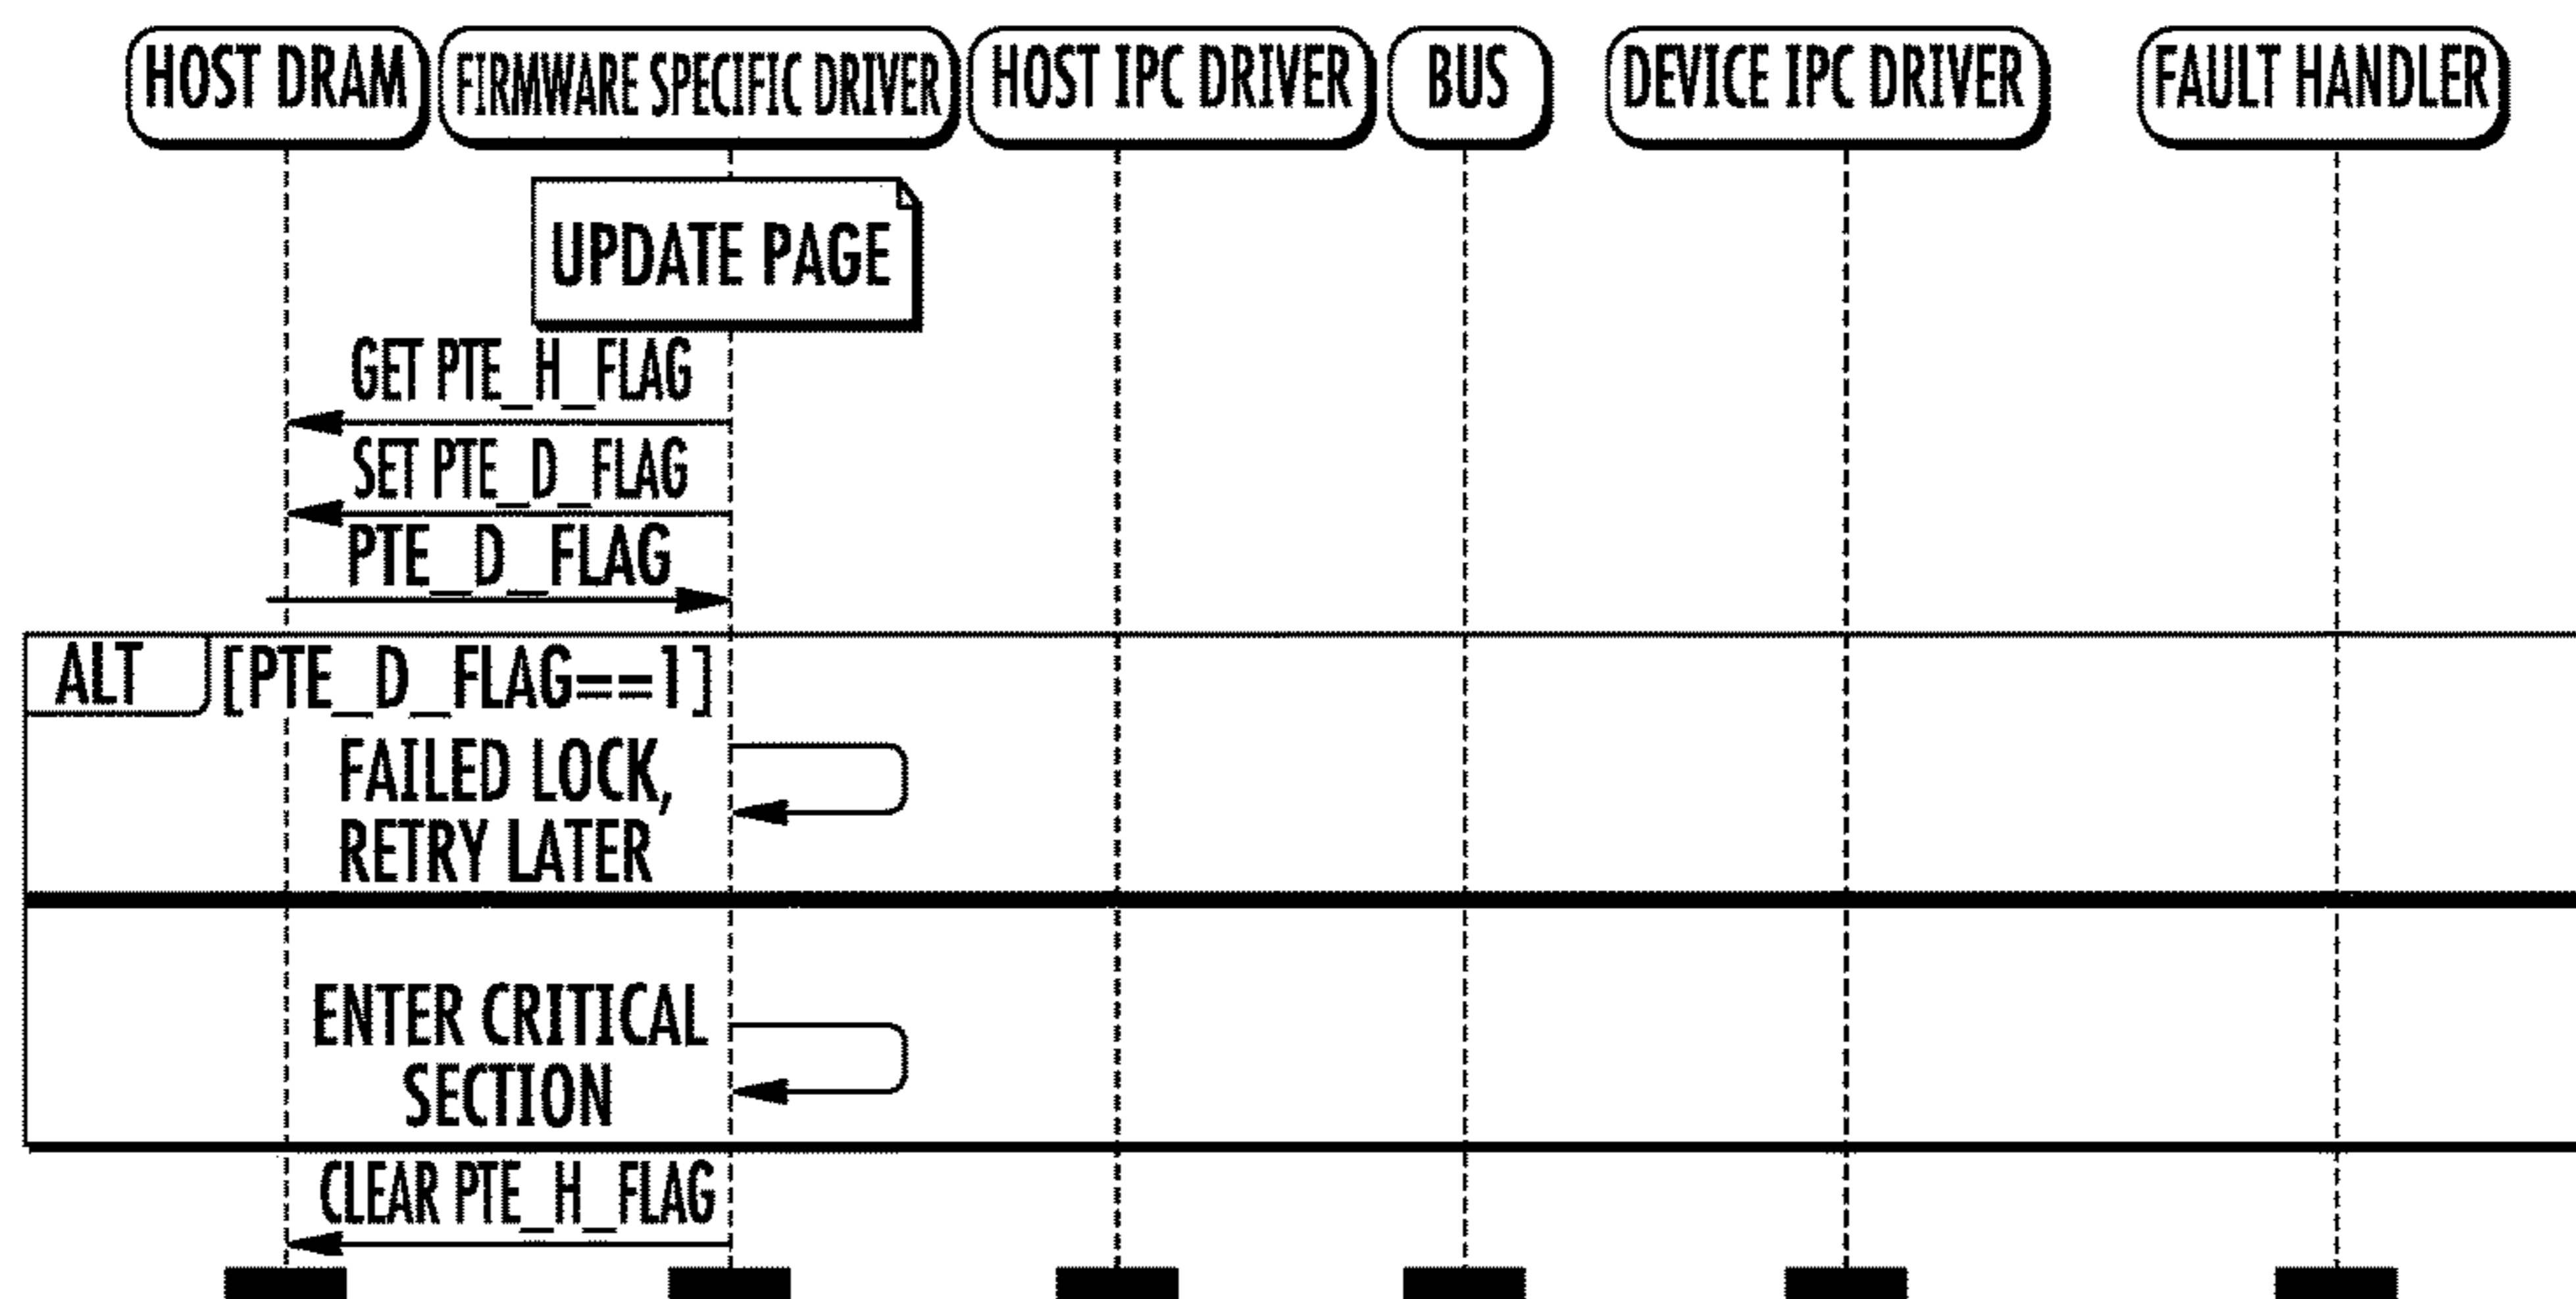 HOST DRAM
FIRMWARE SPECIFIC DRIVER
HOST IPC DRIVER
BUS
DEVICE IPC DRIVER
FAULT HANDLER
UPDATE PAGE
GET PTE_H_FLAG
SET PTE_D_FLAG
PTE_D_FLAG
ALT [PTE_D_FLAG==1]
FAILED LOCK,
RETRY LATER
ENTER CRITICAL
SECTION
CLEAR PTE_H_FLAG